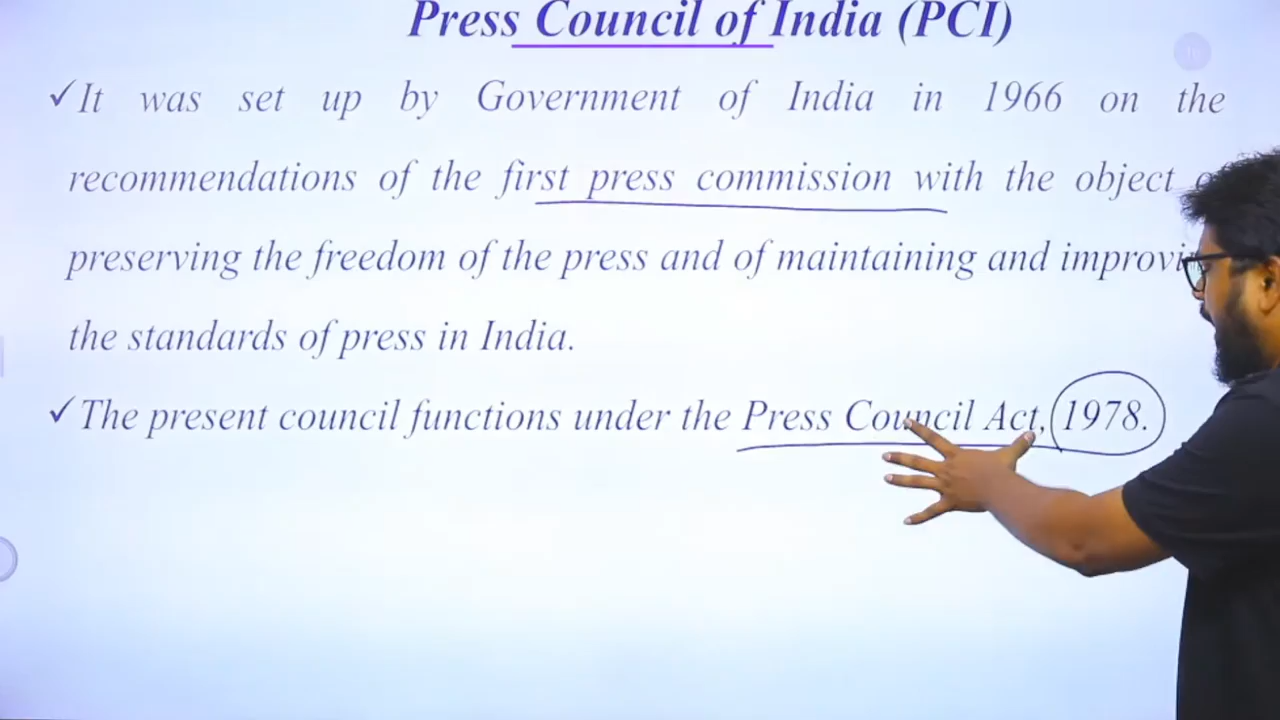 Press Council of India (PCI)
✓It was set up by Government of India in 1966 on the
recommendations of the first press commission with the object
preserving the freedom of the press and of maintaining and improvi
the standards of press in India.
✓The present council functions under the Press Council Act, 1978.